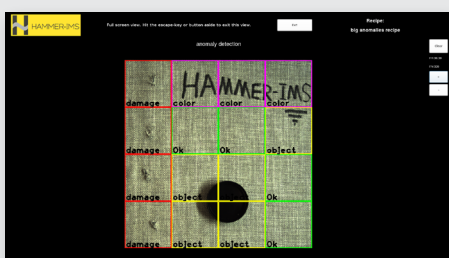 HAMMER-IMS
Full screen view. Hit the escape-key or button aside to exit this view.
Recipe:
big anomalies recipe
anomaly detection
HAMMER-IMS
damage color color color
damage Ok Ok object
damage object Ok
damage object object Ok